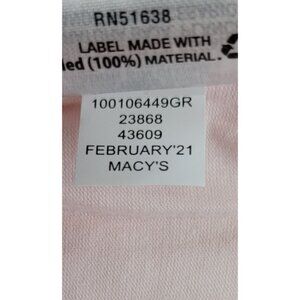 RN51638
LABEL MADE WITH
led (100%) MATERIAL.
100106449GR
23868
43609
FEBRUARY'21
MACY'S